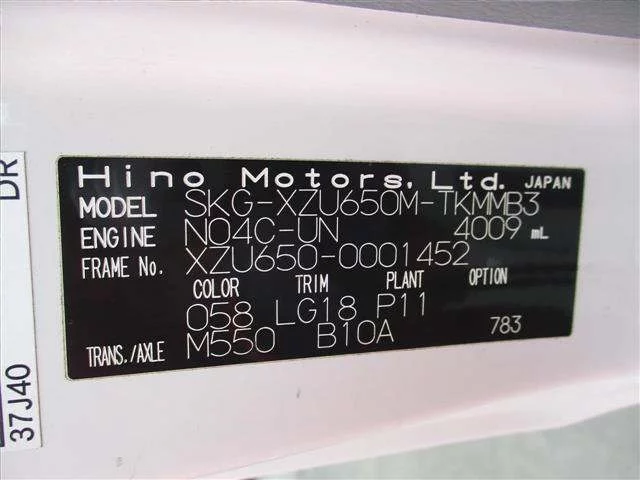 Hino Motors, Ltd. JAPAN
MODEL SKG-XZU650M-TKMMB3
ENGINE N04C-UN 4009 mL
FRAME No. XZU650-0001452
COLOR TRIM PLANT OPTION
058 LG18 P11
783
TRANS./AXLE M550 B10A
DR
37J40